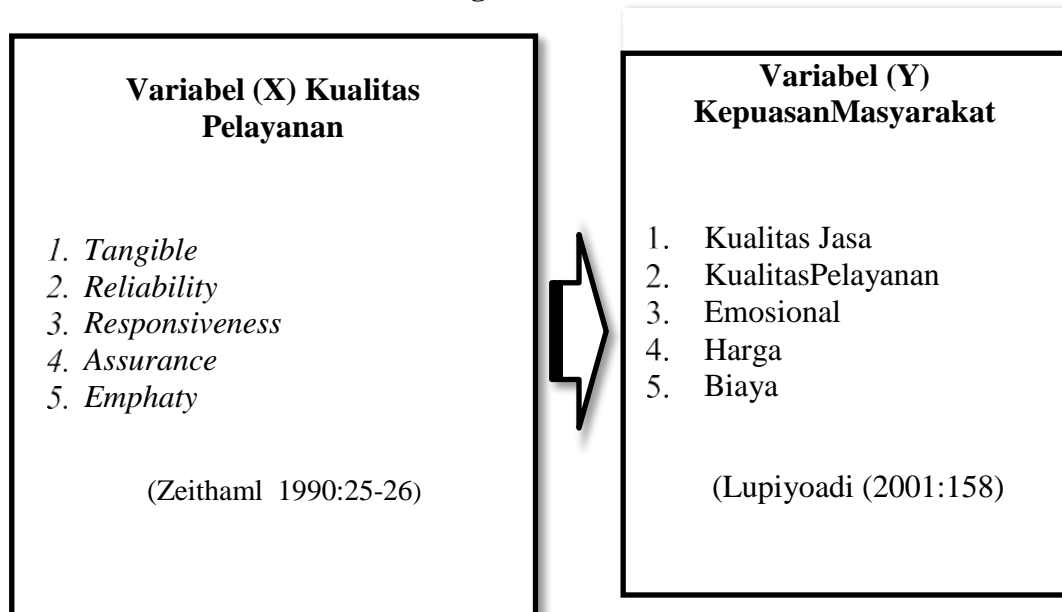 Variabel (X) Kualitas
Pelayanan
1. Tangible
2. Reliability
3. Responsiveness
4. Assurance
5. Emphaty
(Zeithaml 1990:25-26)
Variabel (Y)
KepuasanMasyarakat
1. Kualitas Jasa
2. KualitasPelayanan
3. Emosional
4. Harga
5. Biaya
(Lupiyoadi (2001:158)